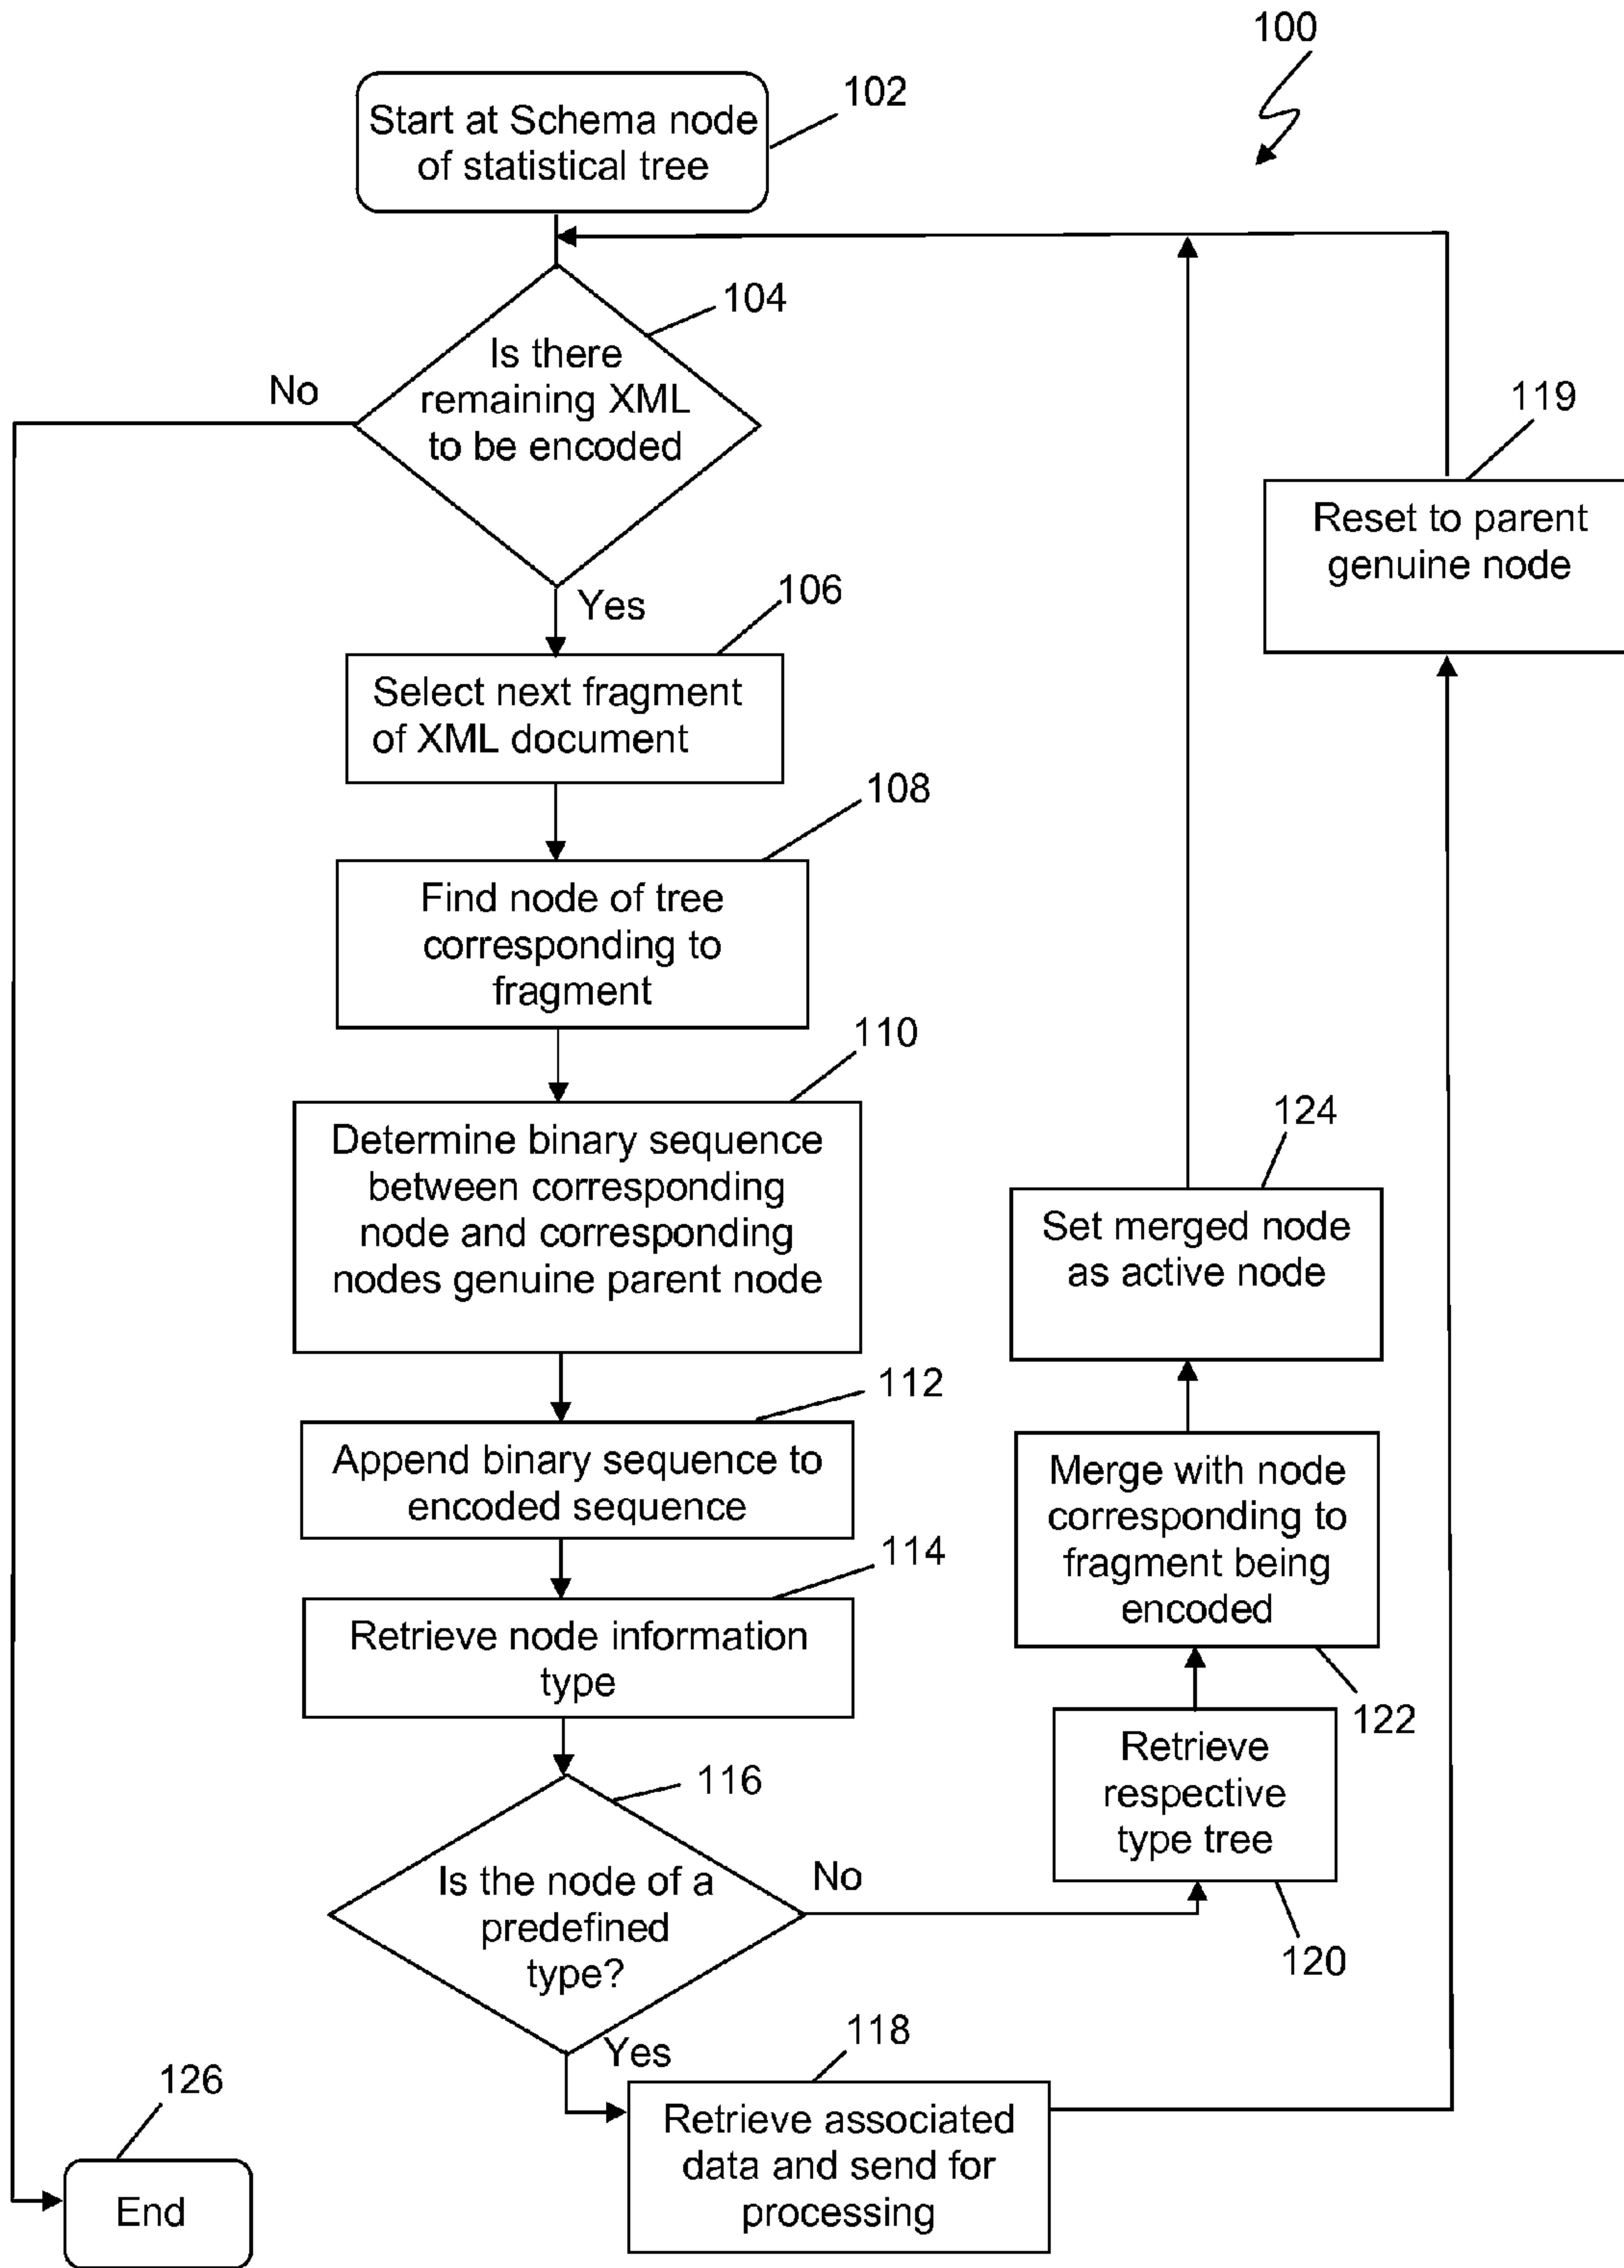 100
Start at Schema node
of statistical tree
102
104
Is there
remaining XML
to be encoded
No
Yes
119
Reset to parent
genuine node
106
Select next fragment
of XML document
108
Find node of tree
corresponding to
fragment
110
Determine binary sequence
between corresponding
node and corresponding
nodes genuine parent node
124
Set merged node
as active node
112
Append binary sequence to
encoded sequence
Merge with node
corresponding to
fragment being
encoded
122
114
Retrieve node information
type
Retrieve
respective
type tree
120
116
Is the node of a
predefined
type?
No
Yes
118
Retrieve associated
data and send for
processing
126
End